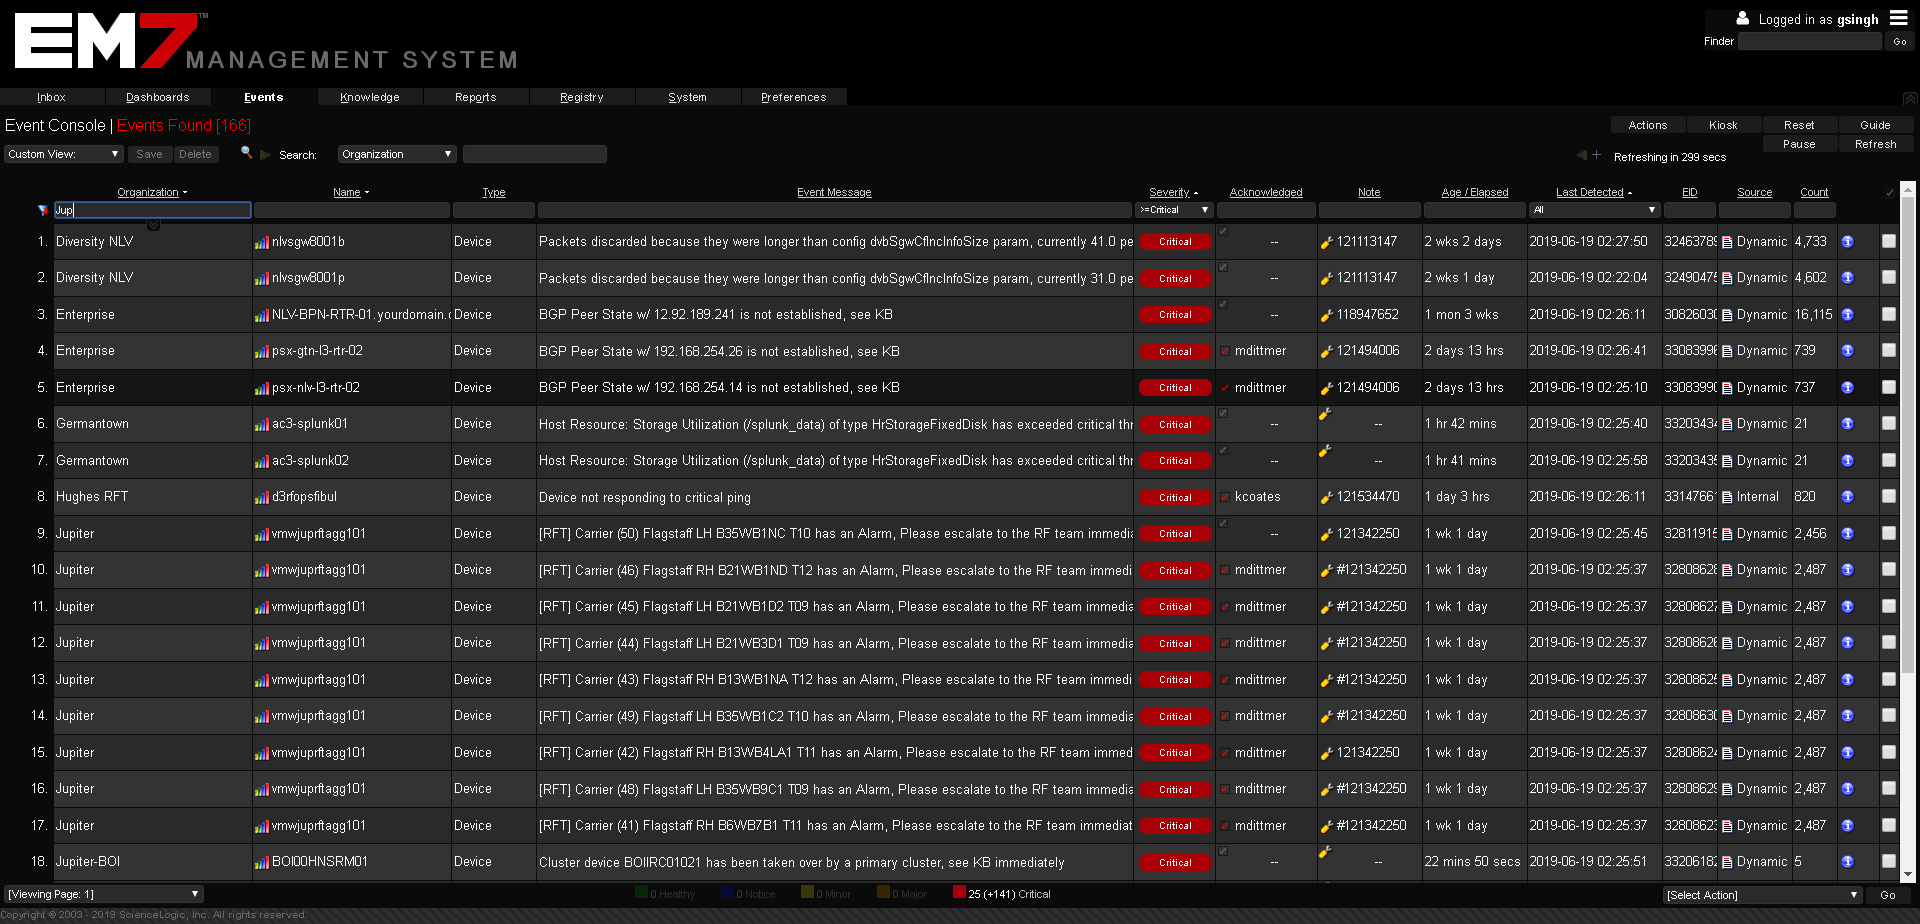 EM7™ MANAGEMENT SYSTEM
Logged in as gsingh
Finder Go
Inbox Dashboards Events Knowledge Reports Registry System Preferences
Event Console | Events Found [166]
Actions Kiosk Reset Guide
Pause Refresh
Custom View: Save Delete Search: Organization
Refreshing in 299 secs
Organization Name Type Event Message Severity Acknowledged Note Age / Elapsed Last Detected EID Source Count
Jup >=Critical All
1. Diversity NLV nlvsgw8001b Device Packets discarded because they were longer than config dvbSgwCfIncInfoSize param, currently 41.0 pe Critical -- 121113147 2 wks 2 days 2019-06-19 02:27:50 32463789 Dynamic 4,733
2. Diversity NLV nlvsgw8001p Device Packets discarded because they were longer than config dvbSgwCfIncInfoSize param, currently 31.0 pe Critical -- 121113147 2 wks 1 day 2019-06-19 02:22:04 32490475 Dynamic 4,602
3. Enterprise NLV-BPN-RTR-01.yourdomain. Device BGP Peer State w/ 12.92.189.241 is not established, see KB Critical -- 118947652 1 mon 3 wks 2019-06-19 02:26:11 30826030 Dynamic 16,115
4. Enterprise psx-gtn-l3-rtr-02 Device BGP Peer State w/ 192.168.254.26 is not established, see KB Critical mdittmer 121494006 2 days 13 hrs 2019-06-19 02:26:41 33083996 Dynamic 739
5. Enterprise psx-nlv-l3-rtr-02 Device BGP Peer State w/ 192.168.254.14 is not established, see KB Critical mdittmer 121494006 2 days 13 hrs 2019-06-19 02:25:10 33083990 Dynamic 737
6. Germantown ac3-splunk01 Device Host Resource: Storage Utilization (/splunk_data) of type HrStorageFixedDisk has exceeded critical thr Critical -- -- 1 hr 42 mins 2019-06-19 02:25:40 33203434 Dynamic 21
7. Germantown ac3-splunk02 Device Host Resource: Storage Utilization (/splunk_data) of type HrStorageFixedDisk has exceeded critical thr Critical -- -- 1 hr 41 mins 2019-06-19 02:25:58 33203435 Dynamic 21
8. Hughes RFT d3rfopsfibul Device Device not responding to critical ping Critical kcoates 121534470 1 day 3 hrs 2019-06-19 02:26:11 33147661 Internal 820
9. Jupiter vmwjuprftagg101 Device [RFT] Carrier (50) Flagstaff LH B35WB1NC T10 has an Alarm, Please escalate to the RF team immedia Critical -- 121342250 1 wk 1 day 2019-06-19 02:25:45 32811915 Dynamic 2,456
10. Jupiter vmwjuprftagg101 Device [RFT] Carrier (46) Flagstaff RH B21WB1ND T12 has an Alarm, Please escalate to the RF team immedi Critical mdittmer #121342250 1 wk 1 day 2019-06-19 02:25:37 32808628 Dynamic 2,487
11. Jupiter vmwjuprftagg101 Device [RFT] Carrier (45) Flagstaff LH B21WB1D2 T09 has an Alarm, Please escalate to the RF team immedia Critical mdittmer #121342250 1 wk 1 day 2019-06-19 02:25:37 32808627 Dynamic 2,487
12. Jupiter vmwjuprftagg101 Device [RFT] Carrier (44) Flagstaff LH B21WB3D1 T09 has an Alarm, Please escalate to the RF team immedia Critical mdittmer #121342250 1 wk 1 day 2019-06-19 02:25:37 32808626 Dynamic 2,487
13. Jupiter vmwjuprftagg101 Device [RFT] Carrier (43) Flagstaff RH B13WB1NA T12 has an Alarm, Please escalate to the RF team immedia Critical mdittmer #121342250 1 wk 1 day 2019-06-19 02:25:37 32808625 Dynamic 2,487
14. Jupiter vmwjuprftagg101 Device [RFT] Carrier (49) Flagstaff LH B35WB1C2 T10 has an Alarm, Please escalate to the RF team immedia Critical mdittmer #121342250 1 wk 1 day 2019-06-19 02:25:37 32808630 Dynamic 2,487
15. Jupiter vmwjuprftagg101 Device [RFT] Carrier (42) Flagstaff RH B13WB4LA1 T11 has an Alarm, Please escalate to the RF team immed Critical mdittmer 121342250 1 wk 1 day 2019-06-19 02:25:37 32808624 Dynamic 2,487
16. Jupiter vmwjuprftagg101 Device [RFT] Carrier (48) Flagstaff LH B35WB9C1 T09 has an Alarm, Please escalate to the RF team immedia Critical mdittmer #121342250 1 wk 1 day 2019-06-19 02:25:37 32808629 Dynamic 2,487
17. Jupiter vmwjuprftagg101 Device [RFT] Carrier (41) Flagstaff RH B6WB7B1 T11 has an Alarm, Please escalate to the RF team immediat Critical mdittmer #121342250 1 wk 1 day 2019-06-19 02:25:37 32808623 Dynamic 2,487
18. Jupiter-BOI BOI00HNSRM01 Device Cluster device BOIIRC01021 has been taken over by a primary cluster, see KB immediately Critical -- -- 22 mins 50 secs 2019-06-19 02:25:51 33206182 Dynamic 5
[Viewing Page: 1] 0 Healthy 0 Notice 0 Minor 0 Major 25 (+141) Critical [Select Action] Go
Copyright © 2003 - 2019 ScienceLogic, Inc. All rights reserved.